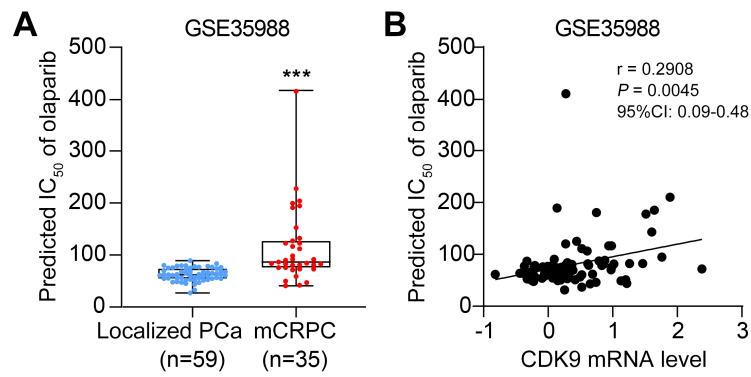 A
GSE35988
Predicted IC50 of olaparib
500
400
300
200
100
0
***
Localized PCa
(n=59)
mCRPC
(n=35)
B
GSE35988
Predicted IC50 of olaparib
500
400
300
200
100
0
r = 0.2908
P = 0.0045
95%CI: 0.09-0.48
-1 0 1 2 3
CDK9 mRNA level